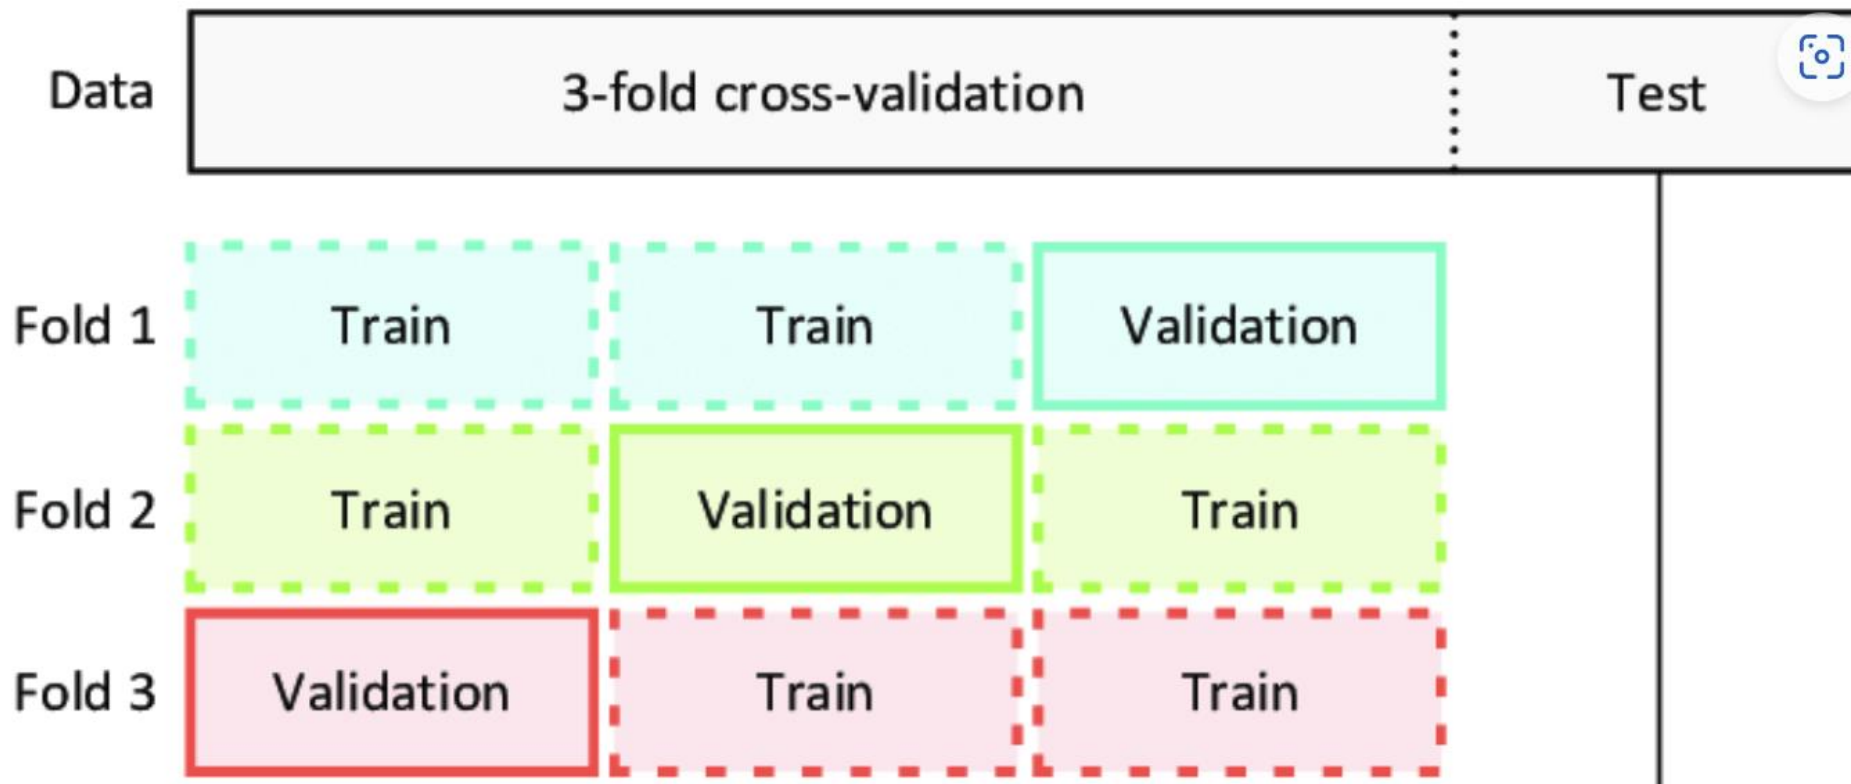 Data 3-fold cross-validation Test
Fold 1 Train Train Validation
Fold 2 Train Validation Train
Fold 3 Validation Train Train